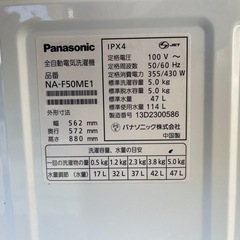 Panasonic
全自動電気洗濯機
品番
NA-F50ME1
外形寸法
幅 562 mm
奥行 572 mm
高さ 880 mm
IPX4
JET
定格電圧 100 V~
定格周波数 50/60 Hz
定格消費電力 355/430 W
標準洗濯容量 5.0 kg
標準脱水容量 5.0 kg
標準水量 47 L
標準使用水量 114 L
製造番号 13D2300586
パナソニック株式会社
中国製
洗濯容量、水量の目安
一回の洗濯物の量 0.5 kg 1.2 kg 2.3 kg 3.8 kg 5.0 kg
水位(水量) 17 L 32 L 37 L 42 L 47 L